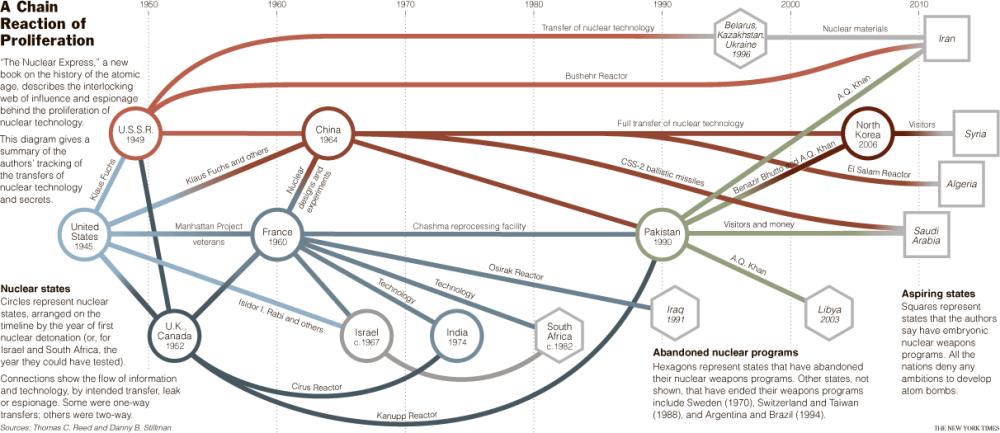 A Chain
Reaction of
Proliferation
"The Nuclear Express," a new
book on the history of the atomic
age, describes the interlocking
web of influence and espionage
behind the proliferation of
nuclear technology.
This diagram gives a
summary of the
authors' tracking of
the transfers of
nuclear technology
and secrets.
1950
1960
1970
1980
1990
2000
2010
Transfer of nuclear technology
Belarus,
Kazakhstan,
Ukraine
1996
Nuclear materials
Iran
Bushehr Reactor
A.Q. Khan
U.S.S.R.
1949
China
1964
Full transfer of nuclear technology
North
Korea
2006
Visitors
Syria
Klaus Fuchs
Klaus Fuchs and others
Nuclear
designs and
experiments
CSS-2 ballistic missiles
Benazir Bhutto and A.Q. Khan
El Salam Reactor
Algeria
United
States
1945
Manhattan Project
veterans
France
1960
Chashma reprocessing facility
Pakistan
1990
Visitors and money
Saudi
Arabia
Osirak Reactor
A.Q. Khan
Technology
Technology
Isidor I. Rabi and others
Nuclear states
Circles represent nuclear
states, arranged on the
timeline by the year of first
nuclear detonation (or, for
Israel and South Africa, the
year they could have tested).
Connections show the flow of information
and technology, by intended transfer, leak
or espionage. Some were one-way
transfers; others were two-way.
U.K.,
Canada
1952
Israel
c.1967
India
1974
South
Africa
c.1982
Iraq
1991
Libya
2003
Cirus Reactor
Kanupp Reactor
Abandoned nuclear programs
Hexagons represent states that have abandoned
their nuclear weapons programs. Other states, not
shown, that have ended their weapons programs
include Sweden (1970), Switzerland and Taiwan
(1988), and Argentina and Brazil (1994).
Aspiring states
Squares represent
states that the authors
say have embryonic
nuclear weapons
programs. All the
nations deny any
ambitions to develop
atom bombs.
Sources: Thomas C. Reed and Danny B. Stillman
THE NEW YORK TIMES